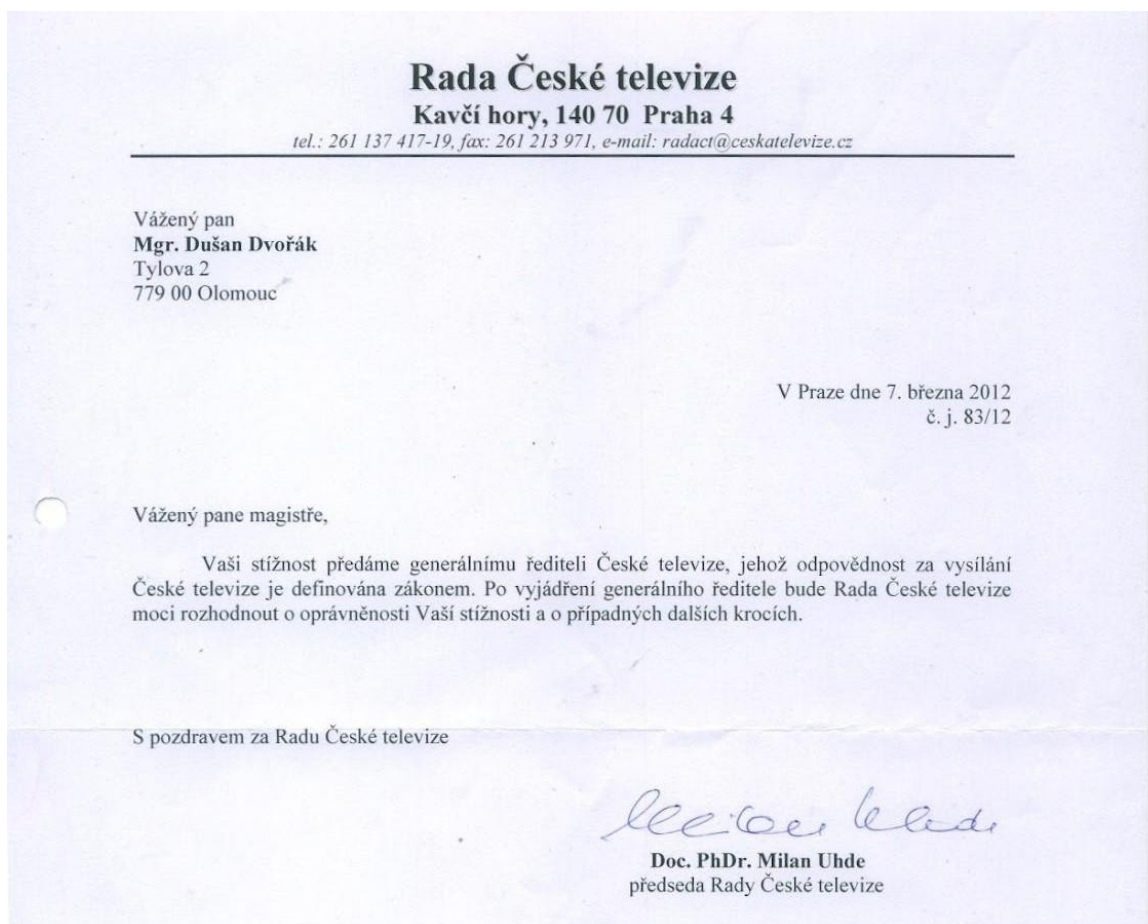 Rada České televize
Kavčí hory, 140 70 Praha 4
tel.: 261 137 417-19, fax: 261 213 971, e-mail: radact@ceskatelevize.cz
Vážený pan
Mgr. Dušan Dvořák
Tylova 2
779 00 Olomouc
V Praze dne 7. března 2012
č. j. 83/12
Vážený pane magistře,
Vaši stížnost předáme generálnímu řediteli České televize, jehož odpovědnost za vysílání
České televize je definována zákonem. Po vyjádření generálního ředitele bude Rada České televize
moci rozhodnout o oprávněnosti Vaší stížnosti a o případných dalších krocích.
S pozdravem za Radu České televize
Milan Uhde
Doc. PhDr. Milan Uhde
předseda Rady České televize